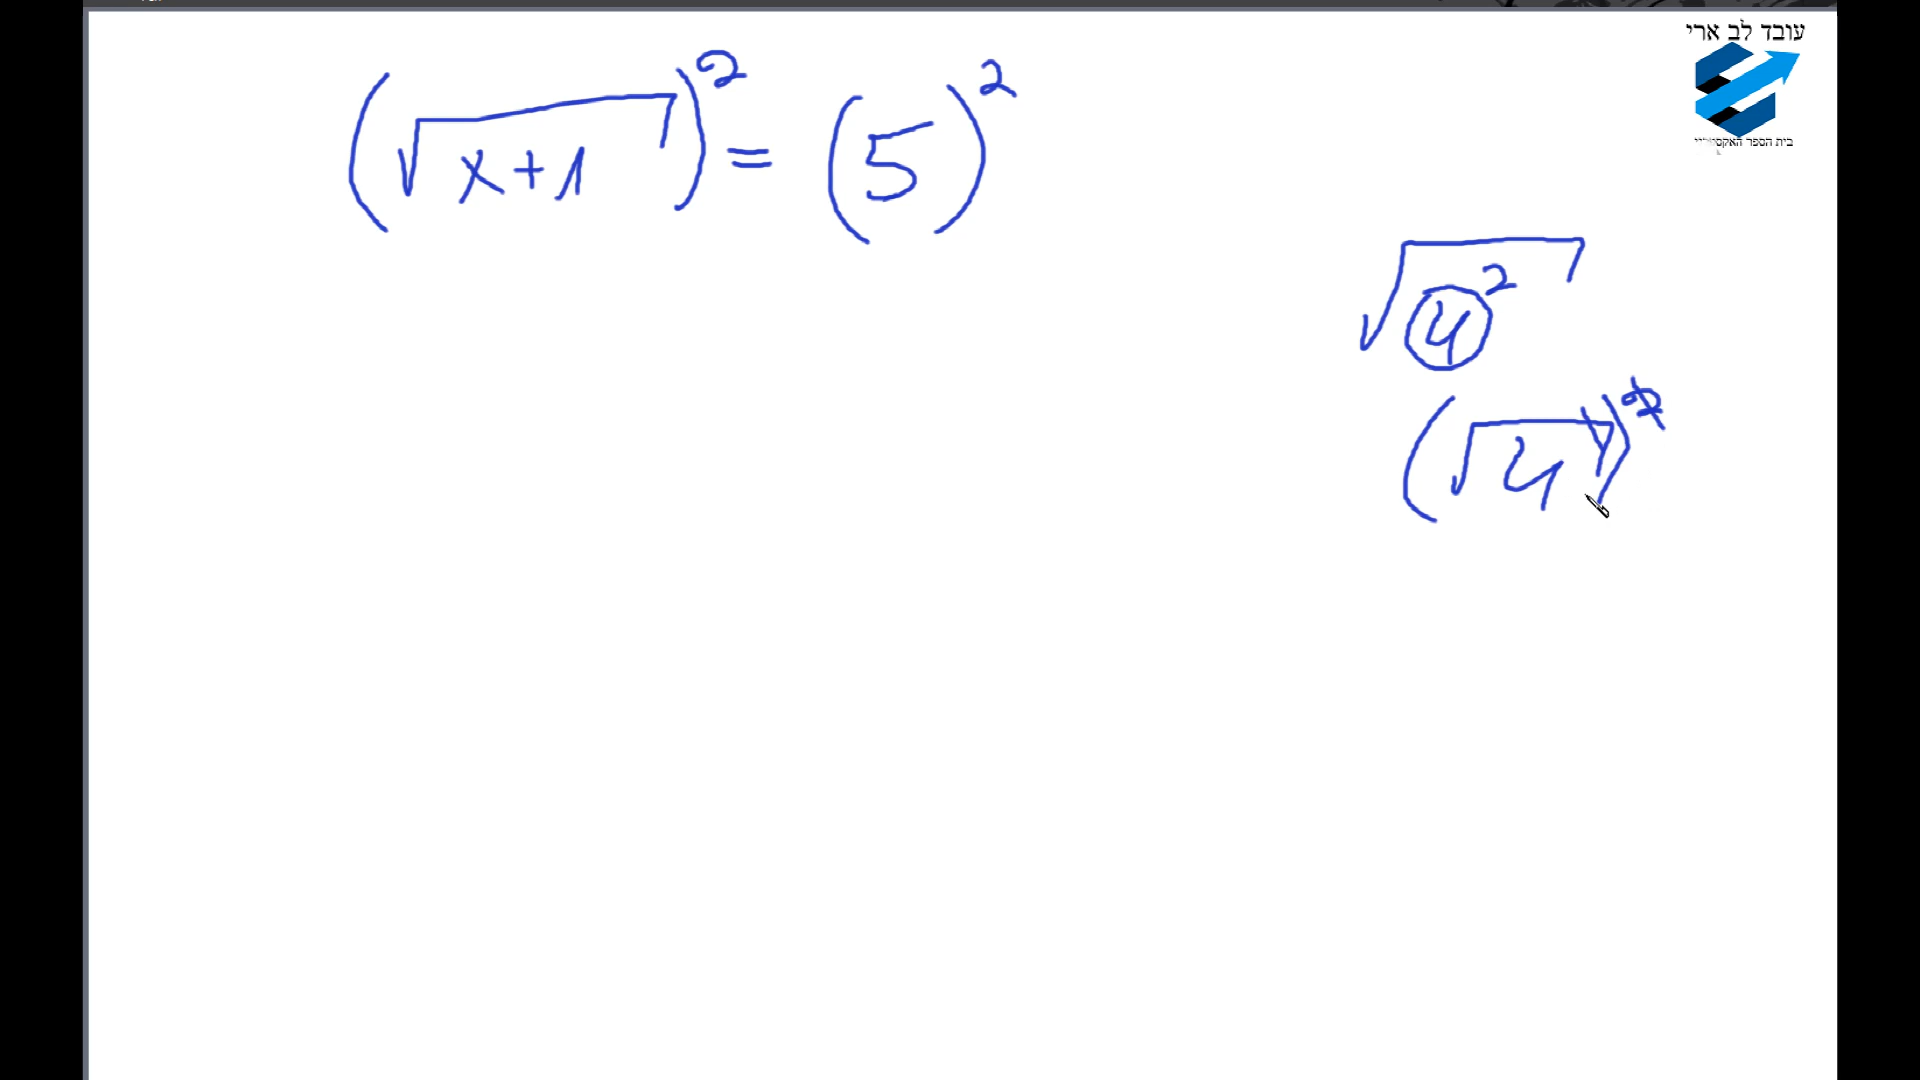 עובד לב ארי
(√x+1)² = (5)²
√4²
(√4)²